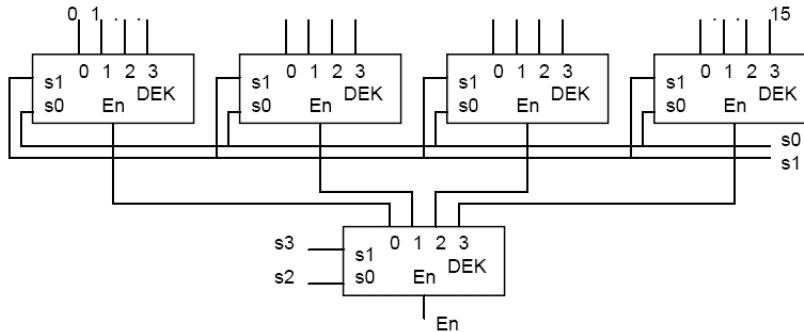 0 1 . . . . 15
0 1 2 3 0 1 2 3 0 1 2 3 0 1 2 3
s1 DEK s1 DEK s1 DEK s1 DEK
s0 En s0 En s0 En s0 En
s0
s1
s3 0 1 2 3
s1 DEK
s2 s0 En
En